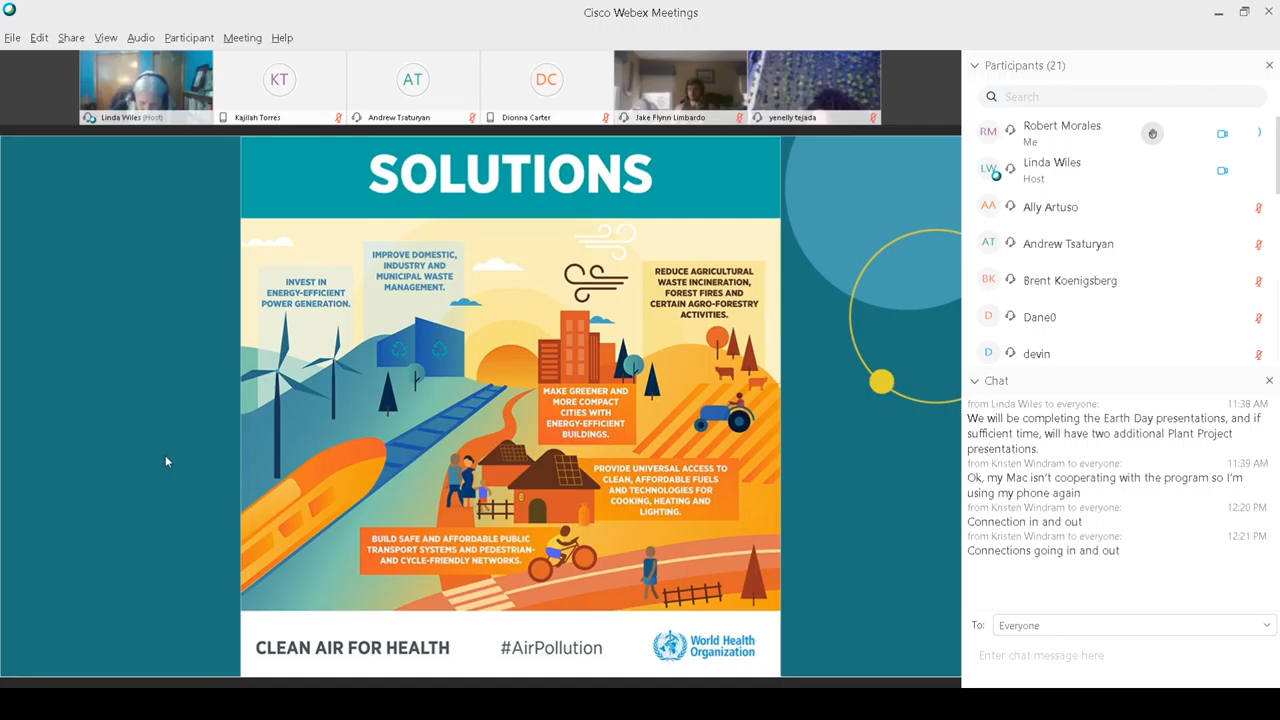 Cisco Webex Meetings
File Edit Share View Audio Participant Meeting Help
Linda Wiles (Host)
KT
Kajilah Torres
AT
Andrew Tsaturyan
DC
Dionna Carter
Jake Flynn Limbardo
yenelly tejada
SOLUTIONS
INVEST IN
ENERGY-EFFICIENT
POWER GENERATION.
IMPROVE DOMESTIC,
INDUSTRY AND
MUNICIPAL WASTE
MANAGEMENT.
REDUCE AGRICULTURAL
WASTE INCINERATION,
FOREST FIRES AND
CERTAIN AGRO-FORESTRY
ACTIVITIES.
MAKE GREENER AND
MORE COMPACT
CITIES WITH
ENERGY-EFFICIENT
BUILDINGS.
PROVIDE UNIVERSAL ACCESS TO
CLEAN, AFFORDABLE FUELS
AND TECHNOLOGIES FOR
COOKING, HEATING AND
LIGHTING.
BUILD SAFE AND AFFORDABLE PUBLIC
TRANSPORT SYSTEMS AND PEDESTRIAN-
AND CYCLE-FRIENDLY NETWORKS.
CLEAN AIR FOR HEALTH
#AirPollution
World Health
Organization
Participants (21)
Search
RM
Robert Morales
Me
LW
Linda Wiles
Host
AA
Ally Artuso
AT
Andrew Tsaturyan
BK
Brent Koenigsberg
D
Dane0
D
devin
Chat
from Linda Wiles to everyone: 11:38 AM
We will be completing the Earth Day presentations, and if
sufficient time, will have two additional Plant Project
presentations.
from Kristen Windram to everyone: 11:39 AM
Ok, my Mac isn't cooperating with the program so I'm
using my phone again
from Kristen Windram to everyone: 12:20 PM
Connection in and out
from Kristen Windram to everyone: 12:21 PM
Connections going in and out
To: Everyone
Enter chat message here